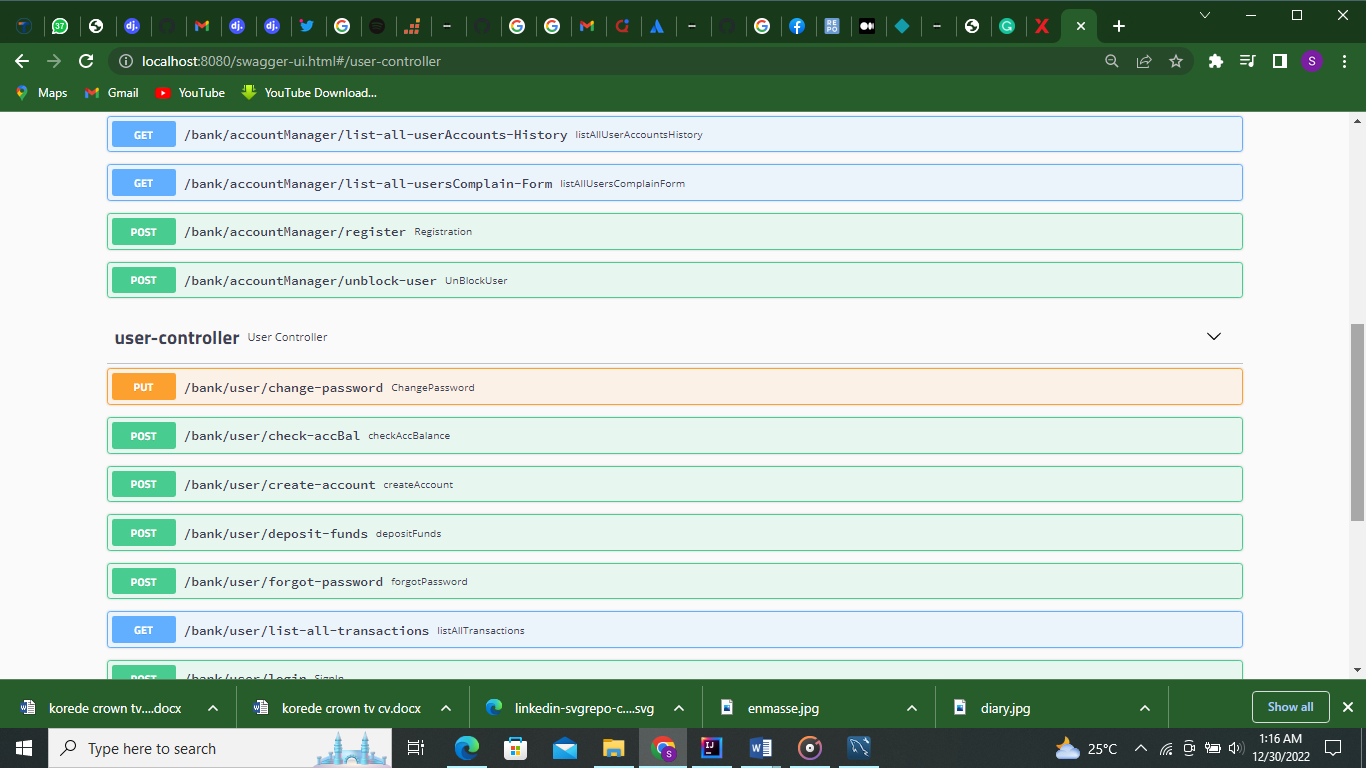 37
localhost:8080/swagger-ui.html#/user-controller
S
Maps Gmail YouTube YouTube Download...
GET /bank/accountManager/list-all-userAccounts-History listAllUserAccountsHistory
GET /bank/accountManager/list-all-usersComplain-Form listAllUsersComplainForm
POST /bank/accountManager/register Registration
POST /bank/accountManager/unblock-user UnBlockUser
user-controller User Controller
PUT /bank/user/change-password ChangePassword
POST /bank/user/check-accBal checkAccBalance
POST /bank/user/create-account createAccount
POST /bank/user/deposit-funds depositFunds
POST /bank/user/forgot-password forgotPassword
GET /bank/user/list-all-transactions listAllTransactions
POST /bank/user/login SignIn
korede crown tv....docx korede crown tv cv.docx linkedin-svgrepo-c....svg enmasse.jpg diary.jpg Show all
Type here to search 25°C 1:16 AM
12/30/2022